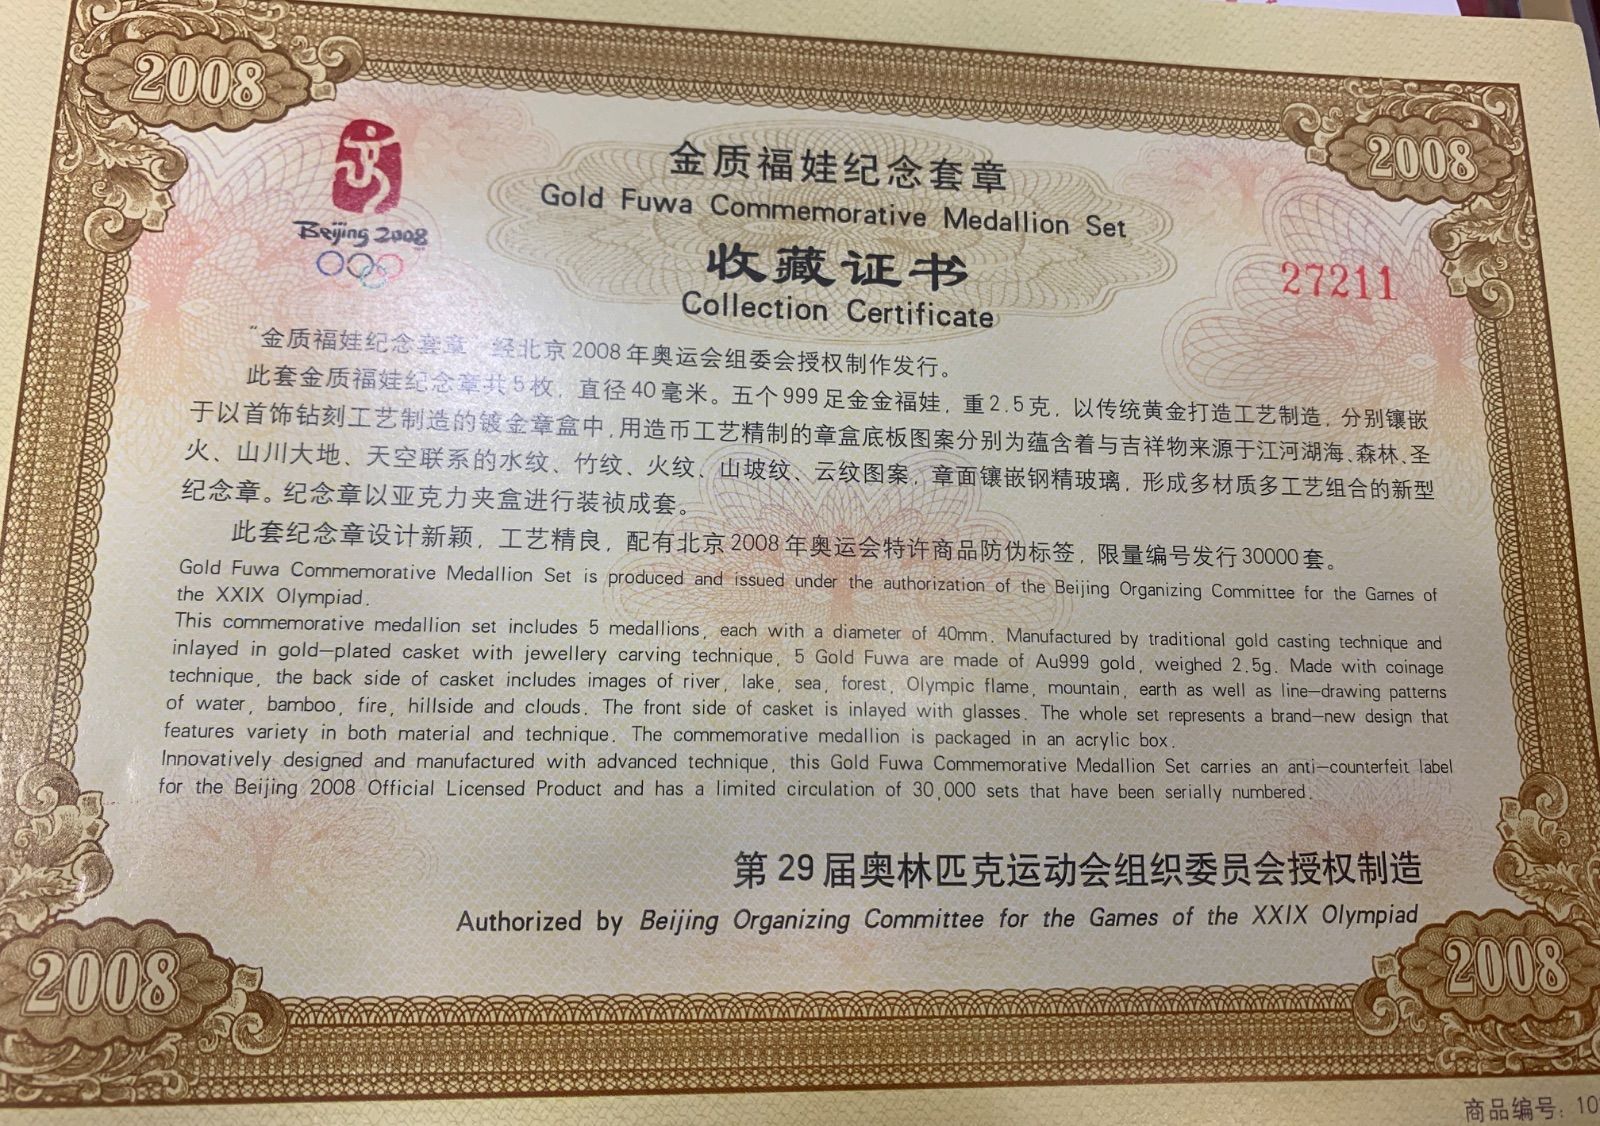 2008
2008
Beijing 2008
金质福娃纪念套章
Gold Fuwa Commemorative Medallion Set
收藏证书
Collection Certificate
27211
“金质福娃纪念套章”经北京2008年奥运会组委会授权制作发行。
此套金质福娃纪念章共5枚，直径40毫米。五个999足金金福娃，重2.5克，以传统黄金打造工艺制造，分别镶嵌
于以首饰钻刻工艺制造的镀金章盒中，用造币工艺精制的章盒底板图案分别为蕴含着与吉祥物来源于江河湖海、森林、圣
火、山川大地、天空联系的水纹、竹纹、火纹、山坡纹、云纹图案，章面镶嵌钢精玻璃，形成多材质多工艺组合的新型
纪念章。纪念章以亚克力夹盒进行装祯成套。
此套纪念章设计新颖，工艺精良，配有北京2008年奥运会特许商品防伪标签，限量编号发行30000套。
Gold Fuwa Commemorative Medallion Set is produced and issued under the authorization of the Beijing Organizing Committee for the Games of
the XXIX Olympiad.
This commemorative medallion set includes 5 medallions, each with a diameter of 40mm. Manufactured by traditional gold casting technique and
inlayed in gold-plated casket with jewellery carving technique, 5 Gold Fuwa are made of Au999 gold, weighed 2.5g. Made with coinage
technique, the back side of casket includes images of river, lake, sea, forest, Olympic flame, mountain, earth as well as line-drawing patterns
of water, bamboo, fire, hillside and clouds. The front side of casket is inlayed with glasses. The whole set represents a brand-new design that
features variety in both material and technique. The commemorative medallion is packaged in an acrylic box.
Innovatively designed and manufactured with advanced technique, this Gold Fuwa Commemorative Medallion Set carries an anti-counterfeit label
for the Beijing 2008 Official Licensed Product and has a limited circulation of 30,000 sets that have been serially numbered.
第29届奥林匹克运动会组织委员会授权制造
Authorized by Beijing Organizing Committee for the Games of the XXIX Olympiad
2008
2008
商品编号：10